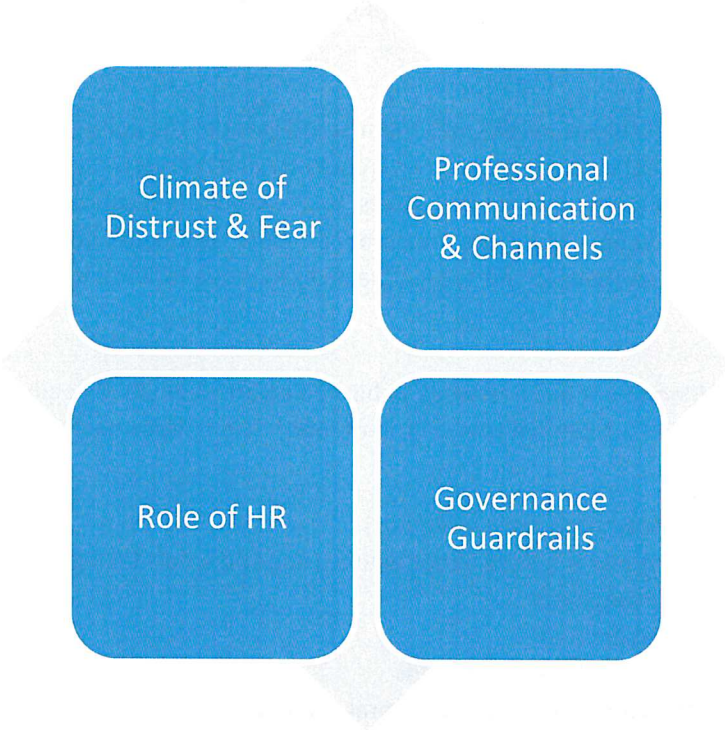 Climate of
Distrust & Fear
Professional
Communication
& Channels
Role of HR
Governance
Guardrails